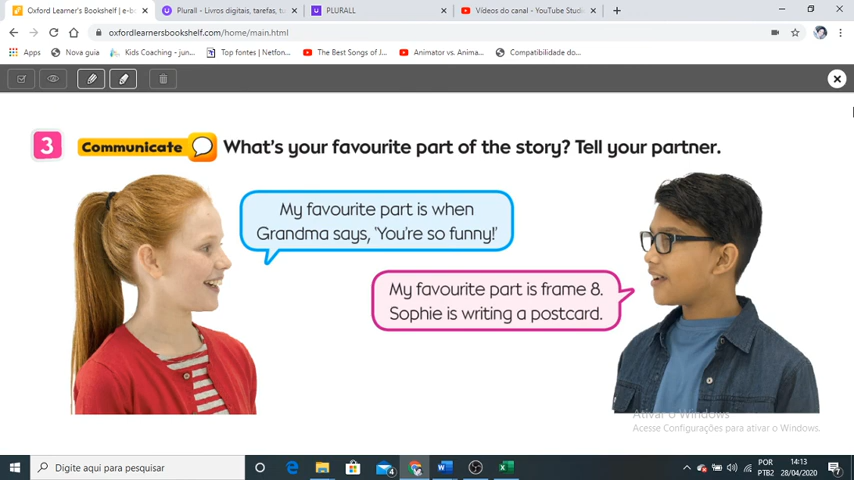 Oxford Learner's Bookshelf | e-bo
Plurall - Livros digitais, tarefas, tu
PLURALL
Vídeos do canal - YouTube Studi
oxfordlearnersbookshelf.com/home/main.html
Apps
Nova guia
Kids Coaching - jun...
Top fontes | Netfon...
The Best Songs of J...
Animator vs. Anima...
Compatibilidade do...
3
Communicate
What's your favourite part of the story? Tell your partner.
My favourite part is when
Grandma says, 'You're so funny!'
My favourite part is frame 8.
Sophie is writing a postcard.
Ativar o Windows
Acesse Configurações para ativar o Windows.
Digite aqui para pesquisar
4
POR
PTB2
14:13
28/04/2020
7